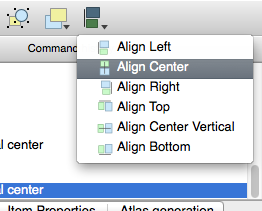 Command
Align Left
Align Center
Align Right
Align Top
Align Center Vertical
Align Bottom
center
center
Item Properties
Atlas generation